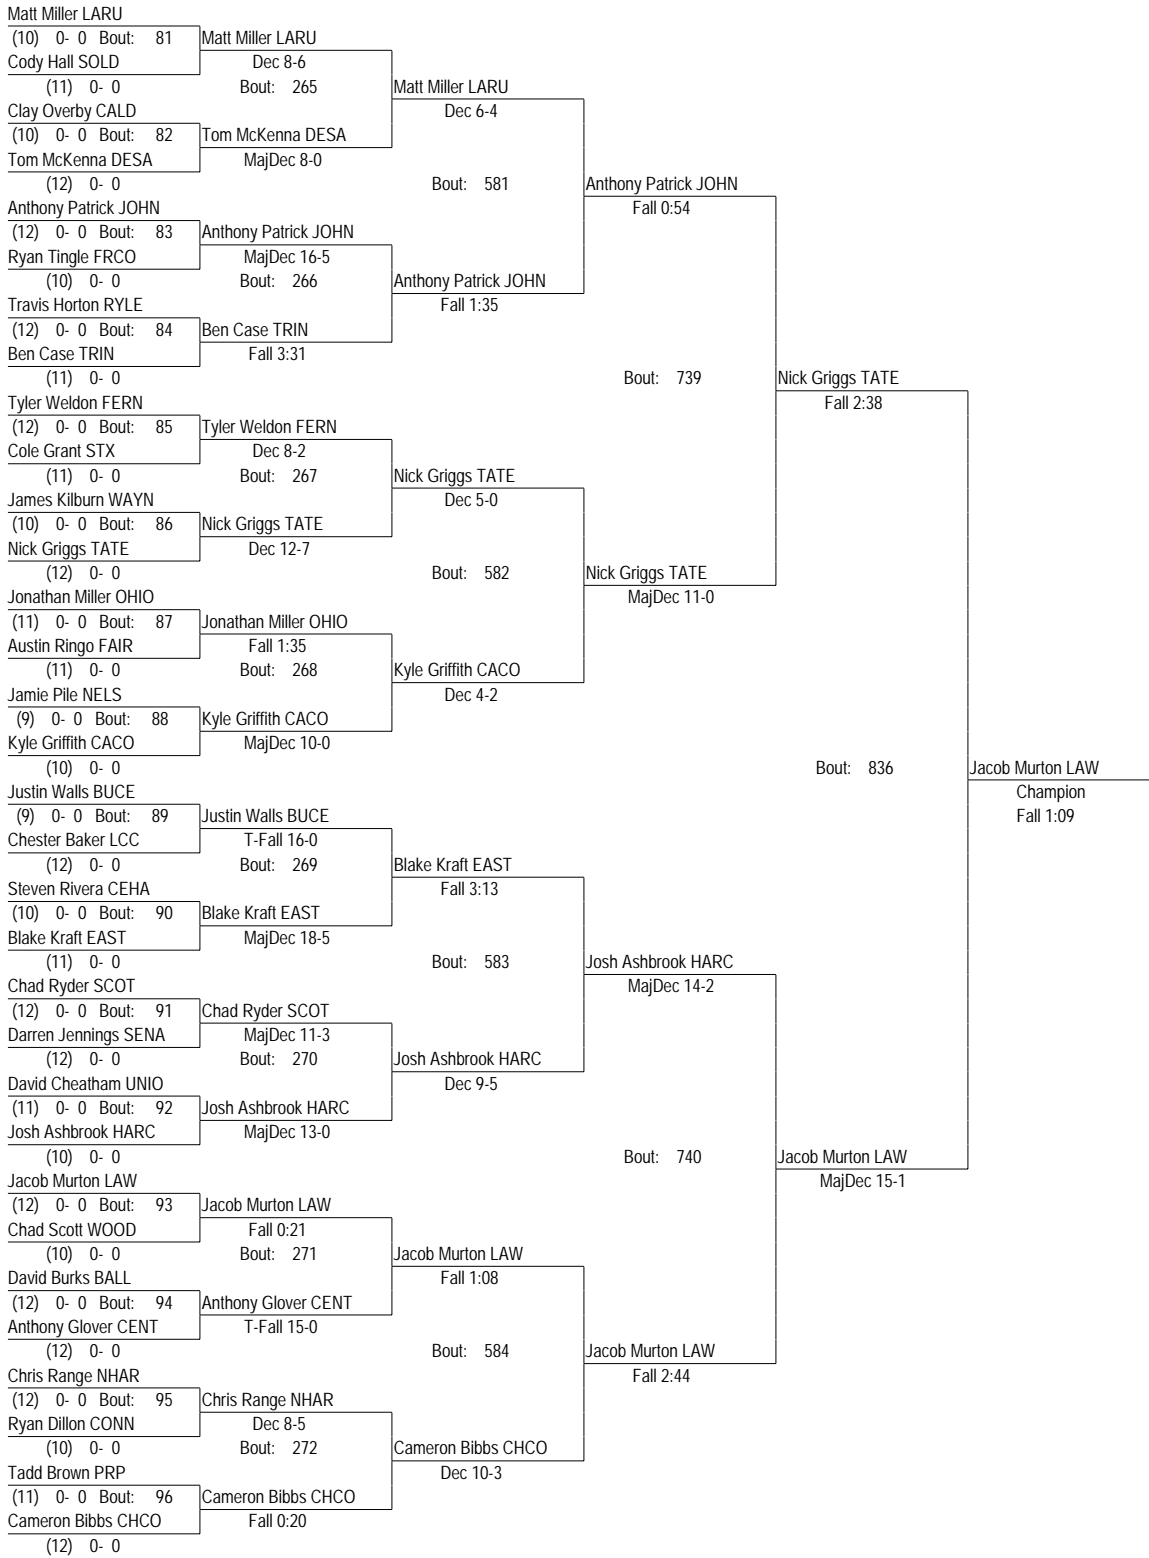 Matt Miller LARU
(10) 0- 0 Bout: 81 Matt Miller LARU
Cody Hall SOLD Dec 8-6
(11) 0- 0 Bout: 265 Matt Miller LARU
Clay Overby CALD Dec 6-4
(10) 0- 0 Bout: 82 Tom McKenna DESA
Tom McKenna DESA MajDec 8-0
(12) 0- 0 Bout: 581 Anthony Patrick JOHN
Anthony Patrick JOHN Fall 0:54
(12) 0- 0 Bout: 83 Anthony Patrick JOHN
Ryan Tingle FRCO MajDec 16-5
(10) 0- 0 Bout: 266 Anthony Patrick JOHN
Travis Horton RYLE Fall 1:35
(12) 0- 0 Bout: 84 Ben Case TRIN
Ben Case TRIN Fall 3:31
(11) 0- 0 Bout: 739 Nick Griggs TATE
Tyler Weldon FERN Fall 2:38
(12) 0- 0 Bout: 85 Tyler Weldon FERN
Cole Grant STX Dec 8-2
(11) 0- 0 Bout: 267 Nick Griggs TATE
James Kilburn WAYN Dec 5-0
(10) 0- 0 Bout: 86 Nick Griggs TATE
Nick Griggs TATE Dec 12-7
(12) 0- 0 Bout: 582 Nick Griggs TATE
Jonathan Miller OHIO MajDec 11-0
(11) 0- 0 Bout: 87 Jonathan Miller OHIO
Austin Ringo FAIR Fall 1:35
(11) 0- 0 Bout: 268 Kyle Griffith CACO
Jamie Pile NELS Dec 4-2
(9) 0- 0 Bout: 88 Kyle Griffith CACO
Kyle Griffith CACO MajDec 10-0
(10) 0- 0 Bout: 836 Jacob Murton LAW
Justin Walls BUCE Champion
(9) 0- 0 Bout: 89 Justin Walls BUCE Fall 1:09
Chester Baker LCC T-Fall 16-0
(12) 0- 0 Bout: 269 Blake Kraft EAST
Steven Rivera CEHA Fall 3:13
(10) 0- 0 Bout: 90 Blake Kraft EAST
Blake Kraft EAST MajDec 18-5
(11) 0- 0 Bout: 583 Josh Ashbrook HARC
Chad Ryder SCOT MajDec 14-2
(12) 0- 0 Bout: 91 Chad Ryder SCOT
Darren Jennings SENA MajDec 11-3
(12) 0- 0 Bout: 270 Josh Ashbrook HARC
David Cheatham UNIO Dec 9-5
(11) 0- 0 Bout: 92 Josh Ashbrook HARC
Josh Ashbrook HARC MajDec 13-0
(10) 0- 0 Bout: 740 Jacob Murton LAW
Jacob Murton LAW MajDec 15-1
(12) 0- 0 Bout: 93 Jacob Murton LAW
Chad Scott WOOD Fall 0:21
(10) 0- 0 Bout: 271 Jacob Murton LAW
David Burks BALL Fall 1:08
(12) 0- 0 Bout: 94 Anthony Glover CENT
Anthony Glover CENT T-Fall 15-0
(12) 0- 0 Bout: 584 Jacob Murton LAW
Chris Range NHAR Fall 2:44
(12) 0- 0 Bout: 95 Chris Range NHAR
Ryan Dillon CONN Dec 8-5
(10) 0- 0 Bout: 272 Cameron Bibbs CHCO
Tadd Brown PRP Dec 10-3
(11) 0- 0 Bout: 96 Cameron Bibbs CHCO
Cameron Bibbs CHCO Fall 0:20
(12) 0- 0